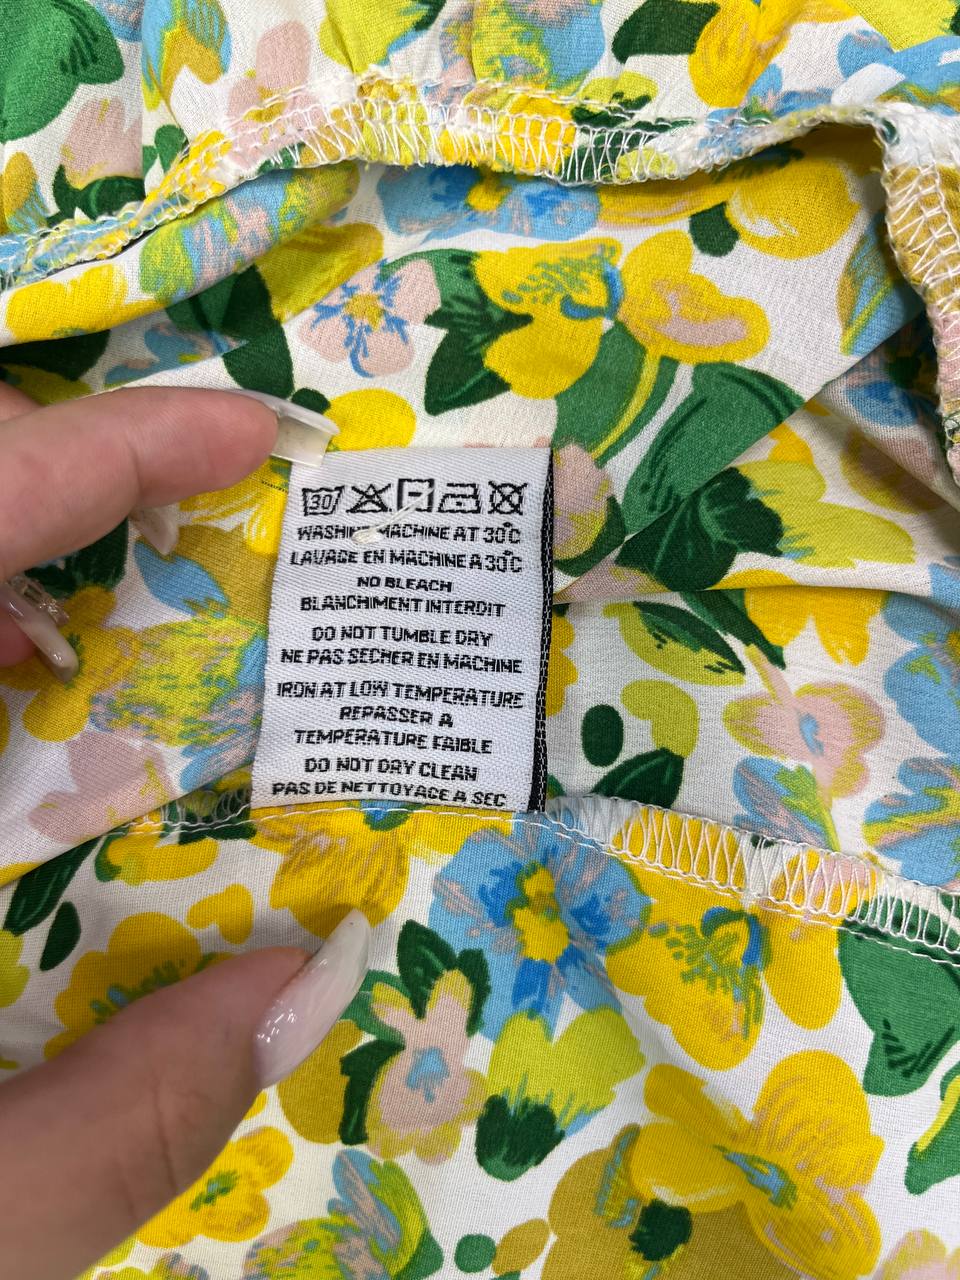 30
WASHING MACHINE AT 30°C
LAVAGE EN MACHINE A 30°C
NO BLEACH
BLANCHIMENT INTERDIT
DO NOT TUMBLE DRY
NE PAS SECHER EN MACHINE
IRON AT LOW TEMPERATURE
REPASSER A
TEMPERATURE FAIBLE
DO NOT DRY CLEAN
PAS DE NETTOYAGE A SEC